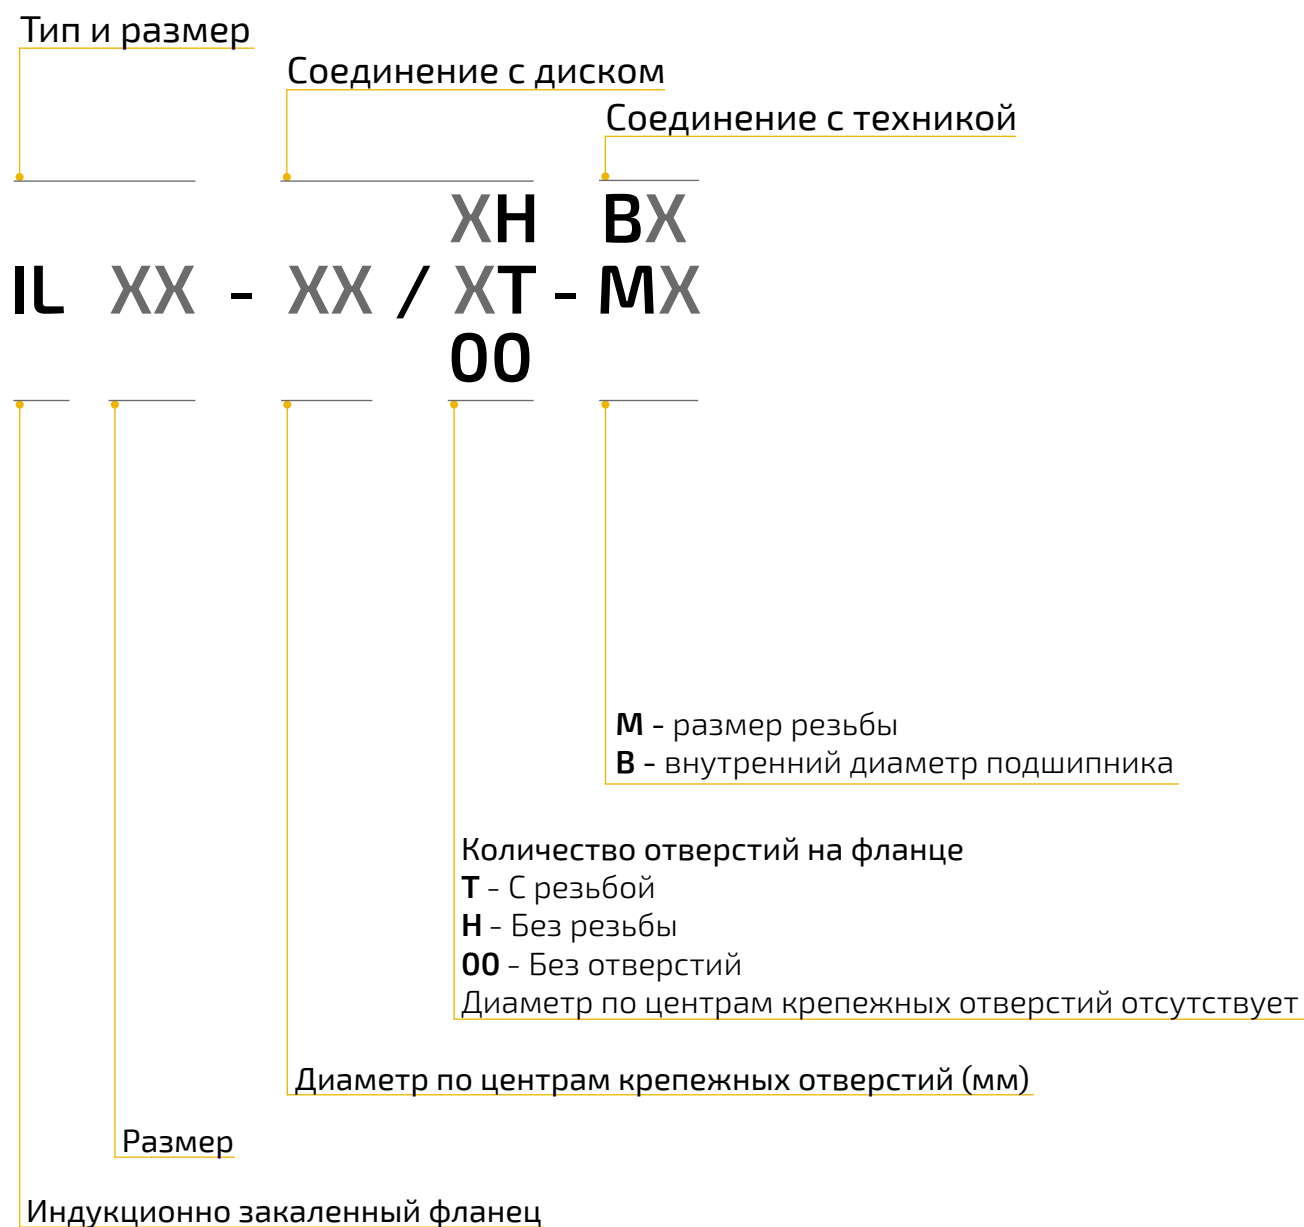 Тип и размер
Соединение с диском
Соединение с техникой
XH BX
IL XX - XX / XT - MX
00
M - размер резьбы
B - внутренний диаметр подшипника
Количество отверстий на фланце
T - С резьбой
H - Без резьбы
00 - Без отверстий
Диаметр по центрам крепежных отверстий отсутствует
Диаметр по центрам крепежных отверстий (мм)
Размер
Индукционно закаленный фланец